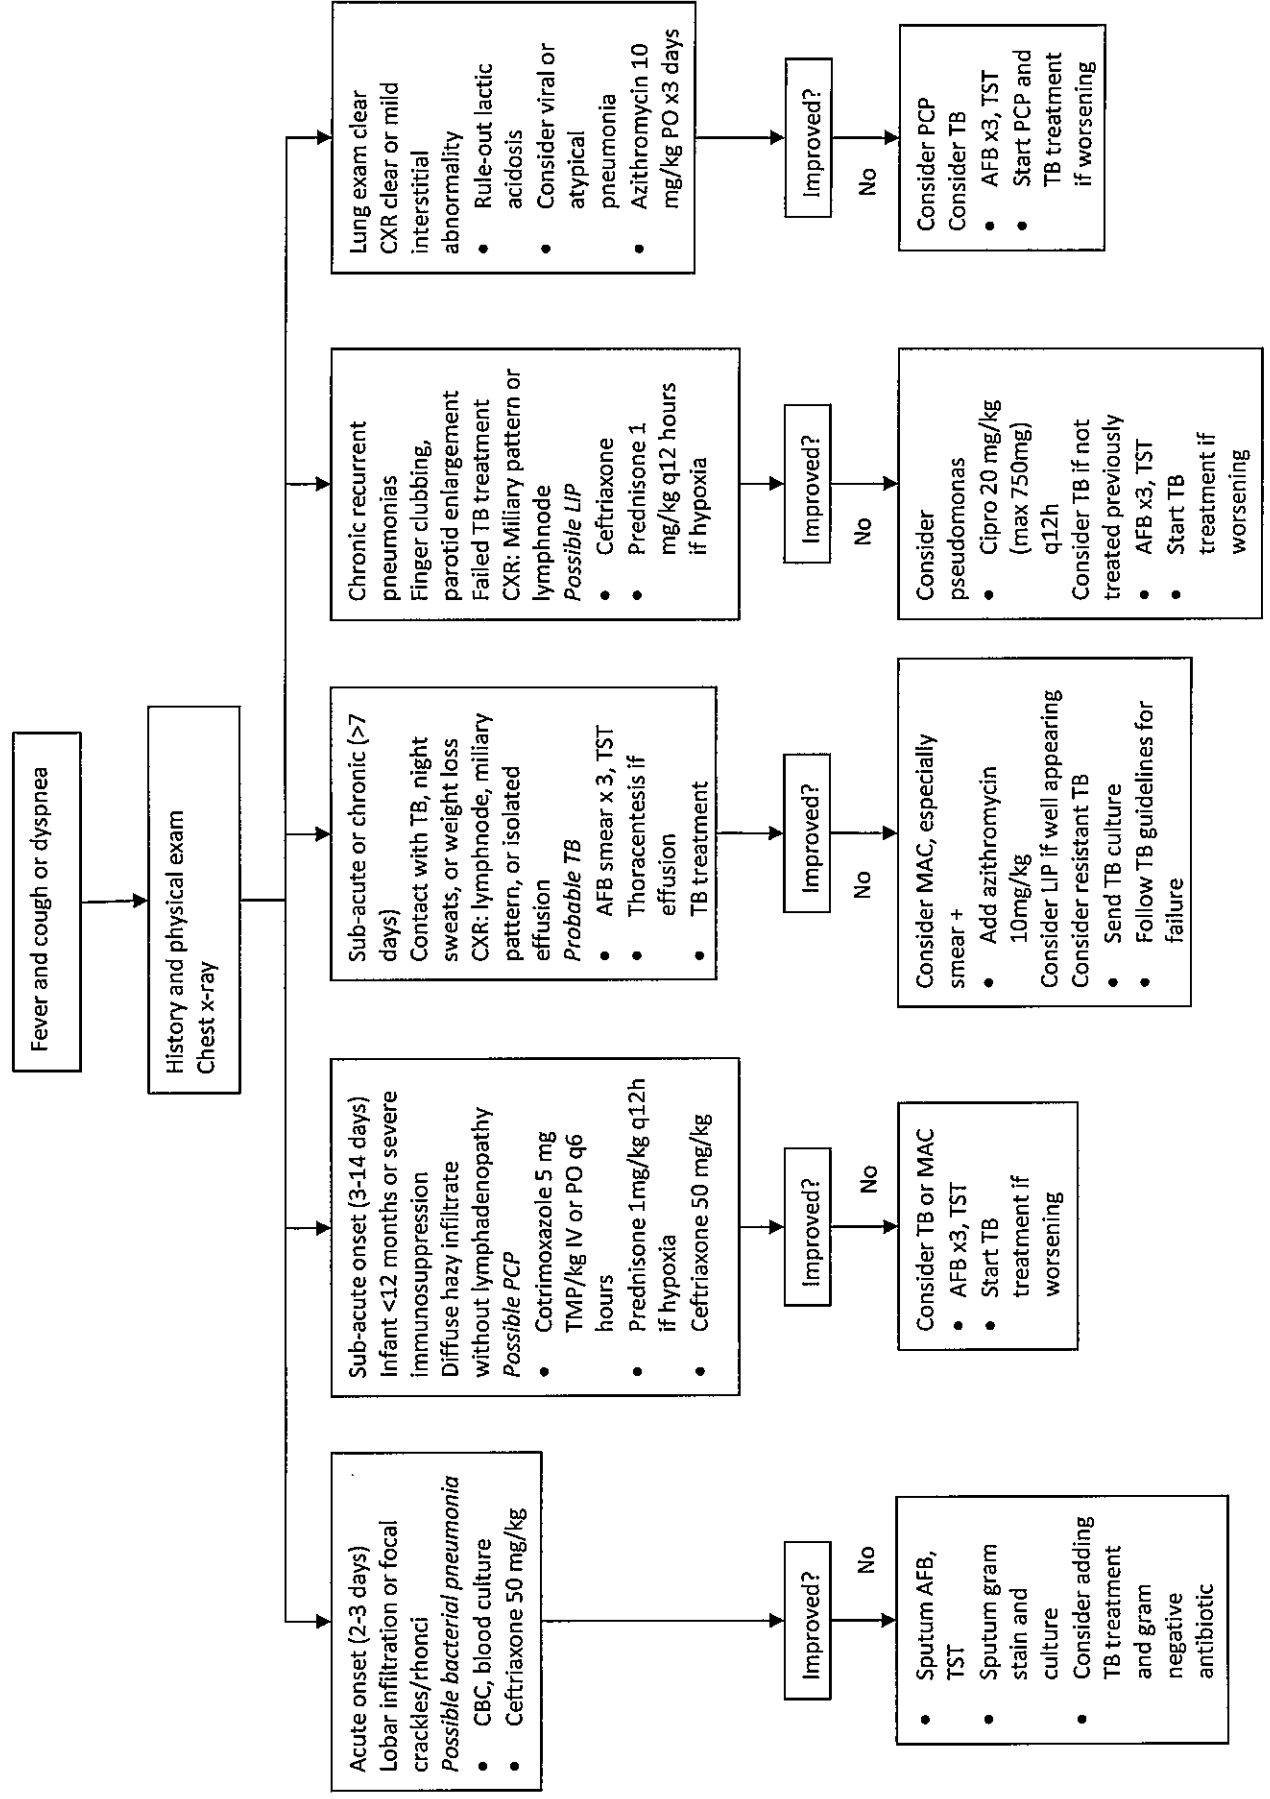 Fever and cough or dyspnea
History and physical exam
Chest x-ray
Acute onset (2-3 days)
Lobar infiltration or focal
crackles/rhonci
Possible bacterial pneumonia
• CBC, blood culture
• Ceftriaxone 50 mg/kg
Improved?
No
• Sputum AFB,
TST
• Sputum gram
stain and
culture
• Consider adding
TB treatment
and gram
negative
antibiotic
Sub-acute onset (3-14 days)
Infant <12 months or severe
immunosuppression
Diffuse hazy infiltrate
without lymphadenopathy
Possible PCP
• Cotrimoxazole 5 mg
TMP/kg IV or PO q6
hours
• Prednisone 1mg/kg q12h
if hypoxia
• Ceftriaxone 50 mg/kg
Improved?
No
Consider TB or MAC
• AFB x3, TST
• Start TB
treatment if
worsening
Sub-acute or chronic (>7
days)
Contact with TB, night
sweats, or weight loss
CXR: lymphnode, miliary
pattern, or isolated
effusion
Probable TB
• AFB smear x 3, TST
• Thoracentesis if
effusion
• TB treatment
Improved?
No
Consider MAC, especially
smear +
• Add azithromycin
10mg/kg
Consider LIP if well appearing
Consider resistant TB
• Send TB culture
• Follow TB guidelines for
failure
Chronic recurrent
pneumonias
Finger clubbing,
parotid enlargement
Failed TB treatment
CXR: Miliary pattern or
lymphnode
Possible LIP
• Ceftriaxone
• Prednisone 1
mg/kg q12 hours
if hypoxia
Improved?
No
Consider
pseudomonas
• Cipro 20 mg/kg
(max 750mg)
q12h
Consider TB if not
treated previously
• AFB x3, TST
• Start TB
treatment if
worsening
Lung exam clear
CXR clear or mild
interstitial
abnormality
• Rule-out lactic
acidosis
• Consider viral or
atypical
pneumonia
• Azithromycin 10
mg/kg PO x3 days
Improved?
No
Consider PCP
Consider TB
• AFB x3, TST
• Start PCP and
TB treatment
if worsening